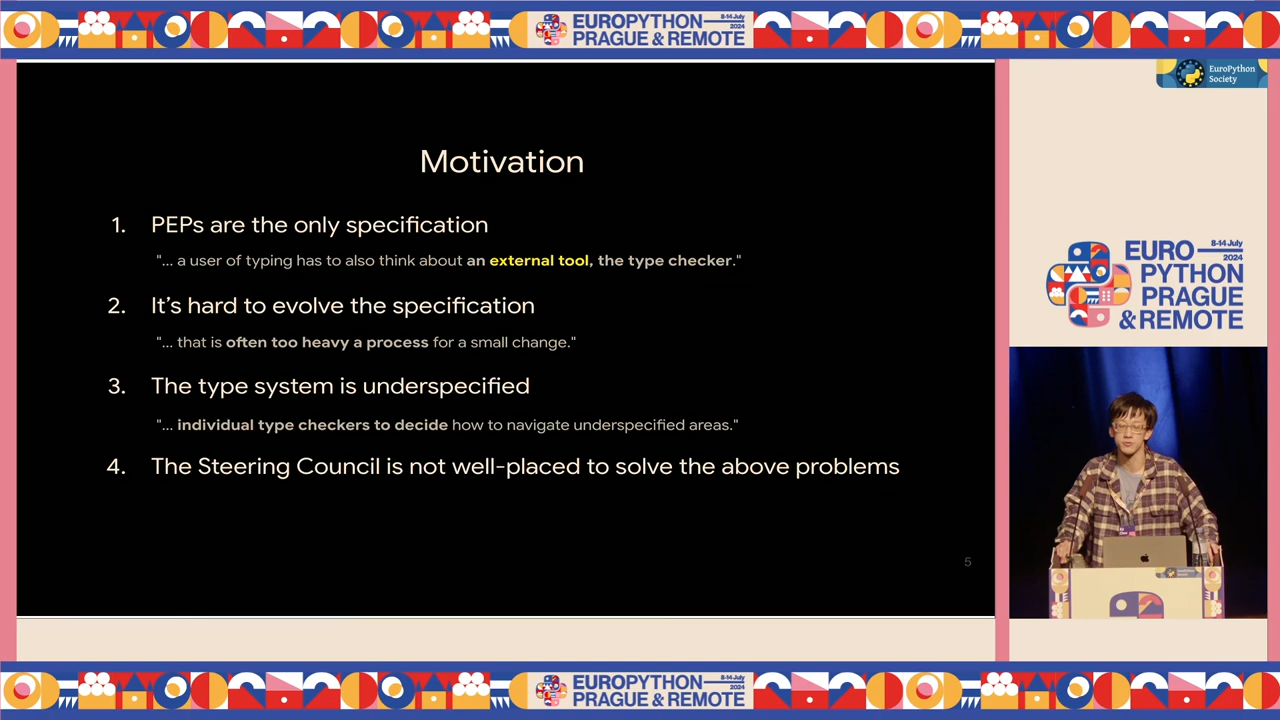 EUROPYTHON
8-14 July
2024
PRAGUE & REMOTE
EuroPython
Society
Motivation
1. PEPs are the only specification
"... a user of typing has to also think about an external tool, the type checker."
2. It's hard to evolve the specification
"... that is often too heavy a process for a small change."
3. The type system is underspecified
"... individual type checkers to decide how to navigate underspecified areas."
4. The Steering Council is not well-placed to solve the above problems
5
EURO
8-14 July
2024
PYTHON
PRAGUE
& REMOTE
EUROPYTHON
8-14 July
2024
PRAGUE & REMOTE